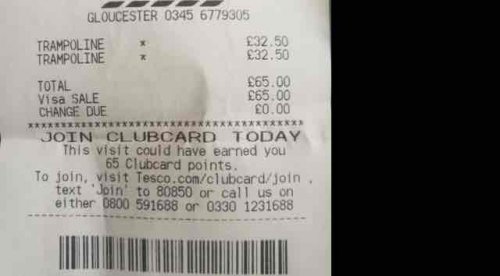 GLOUCESTER 0345 6779305
TRAMPOLINE x £32.50
TRAMPOLINE x £32.50
TOTAL £65.00
Visa SALE £65.00
CHANGE DUE £0.00
JOIN CLUBCARD TODAY
This visit could have earned you
65 Clubcard points.
To join, visit Tesco.com/clubcard/join ,
text 'Join' to 80850 or call us on
either 0800 591688 or 0330 1231688